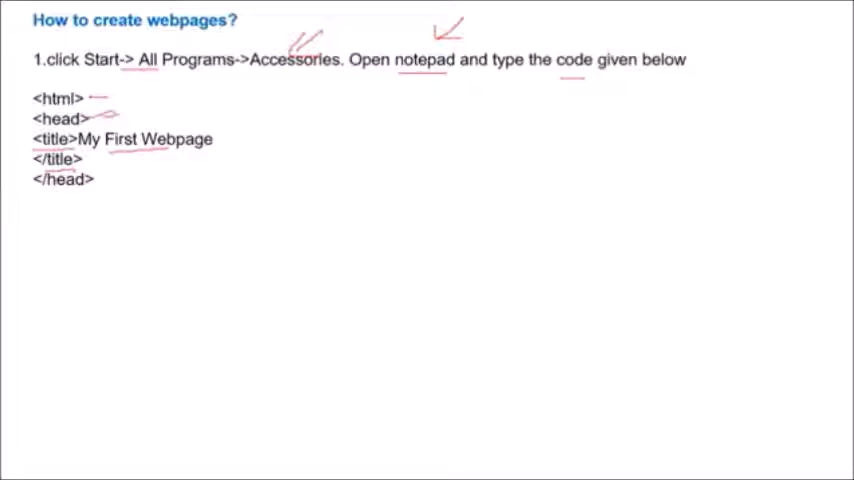 How to create webpages?
1.click Start-> All Programs->Accessories. Open notepad and type the code given below
<html>
<head>
<title>My First Webpage
</title>
</head>